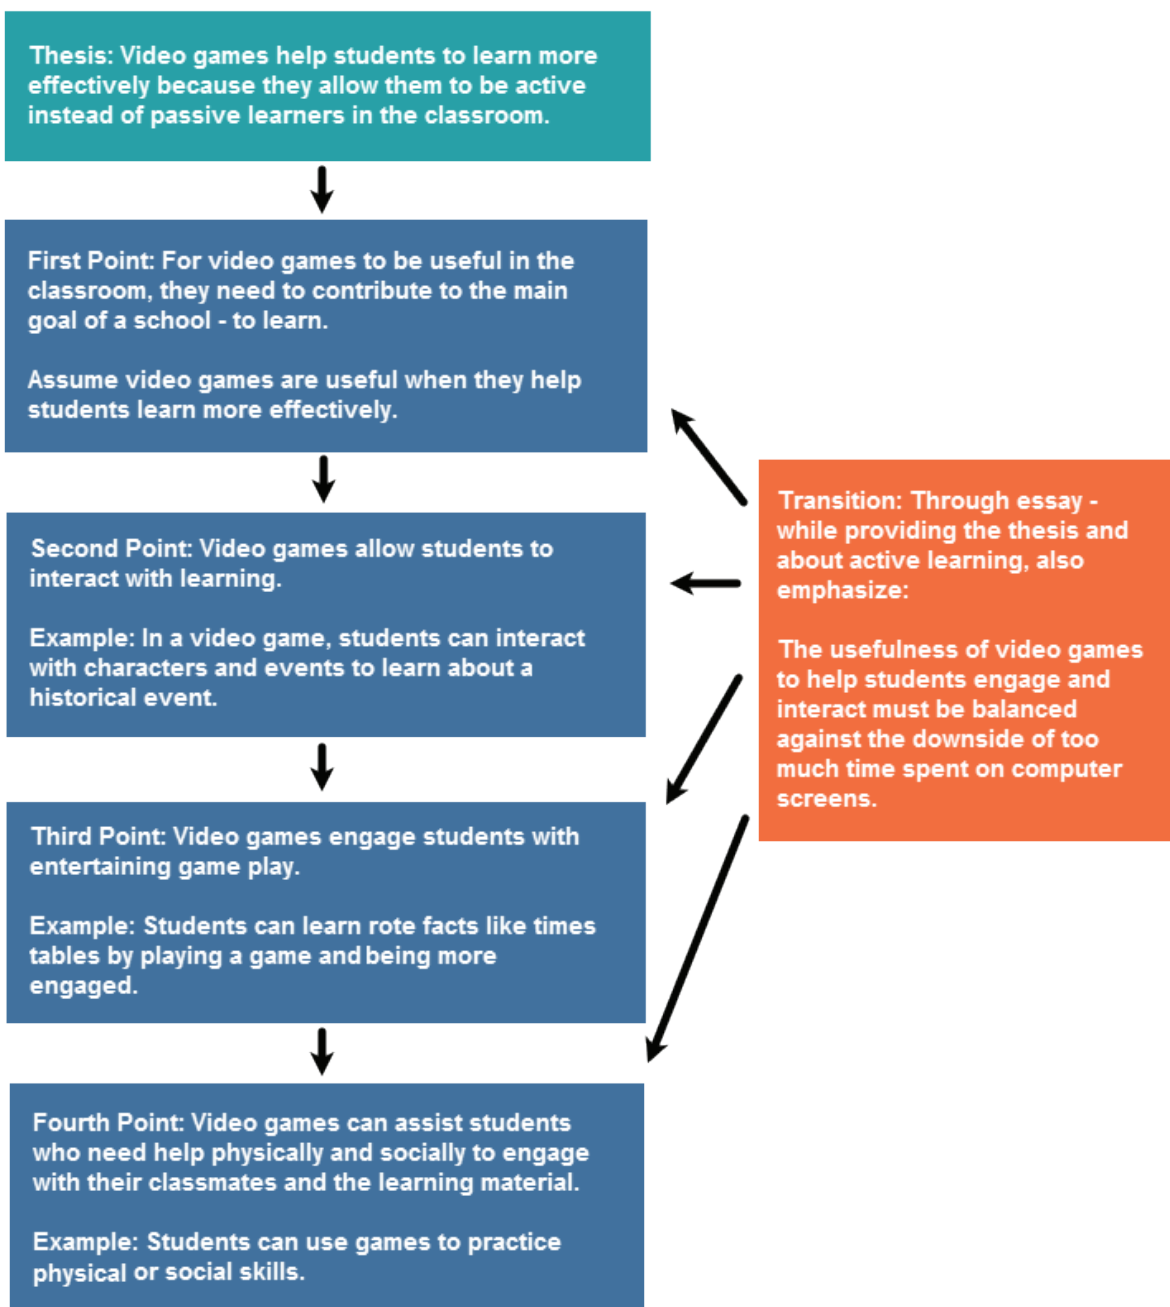 Thesis: Video games help students to learn more
effectively because they allow them to be active
instead of passive learners in the classroom.
First Point: For video games to be useful in the
classroom, they need to contribute to the main
goal of a school - to learn.
Assume video games are useful when they help
students learn more effectively.
Second Point: Video games allow students to
interact with learning.
Example: In a video game, students can interact
with characters and events to learn about a
historical event.
Third Point: Video games engage students with
entertaining game play.
Example: Students can learn rote facts like times
tables by playing a game and being more
engaged.
Fourth Point: Video games can assist students
who need help physically and socially to engage
with their classmates and the learning material.
Example: Students can use games to practice
physical or social skills.
Transition: Through essay -
while providing the thesis and
about active learning, also
emphasize:
The usefulness of video games
to help students engage and
interact must be balanced
against the downside of too
much time spent on computer
screens.